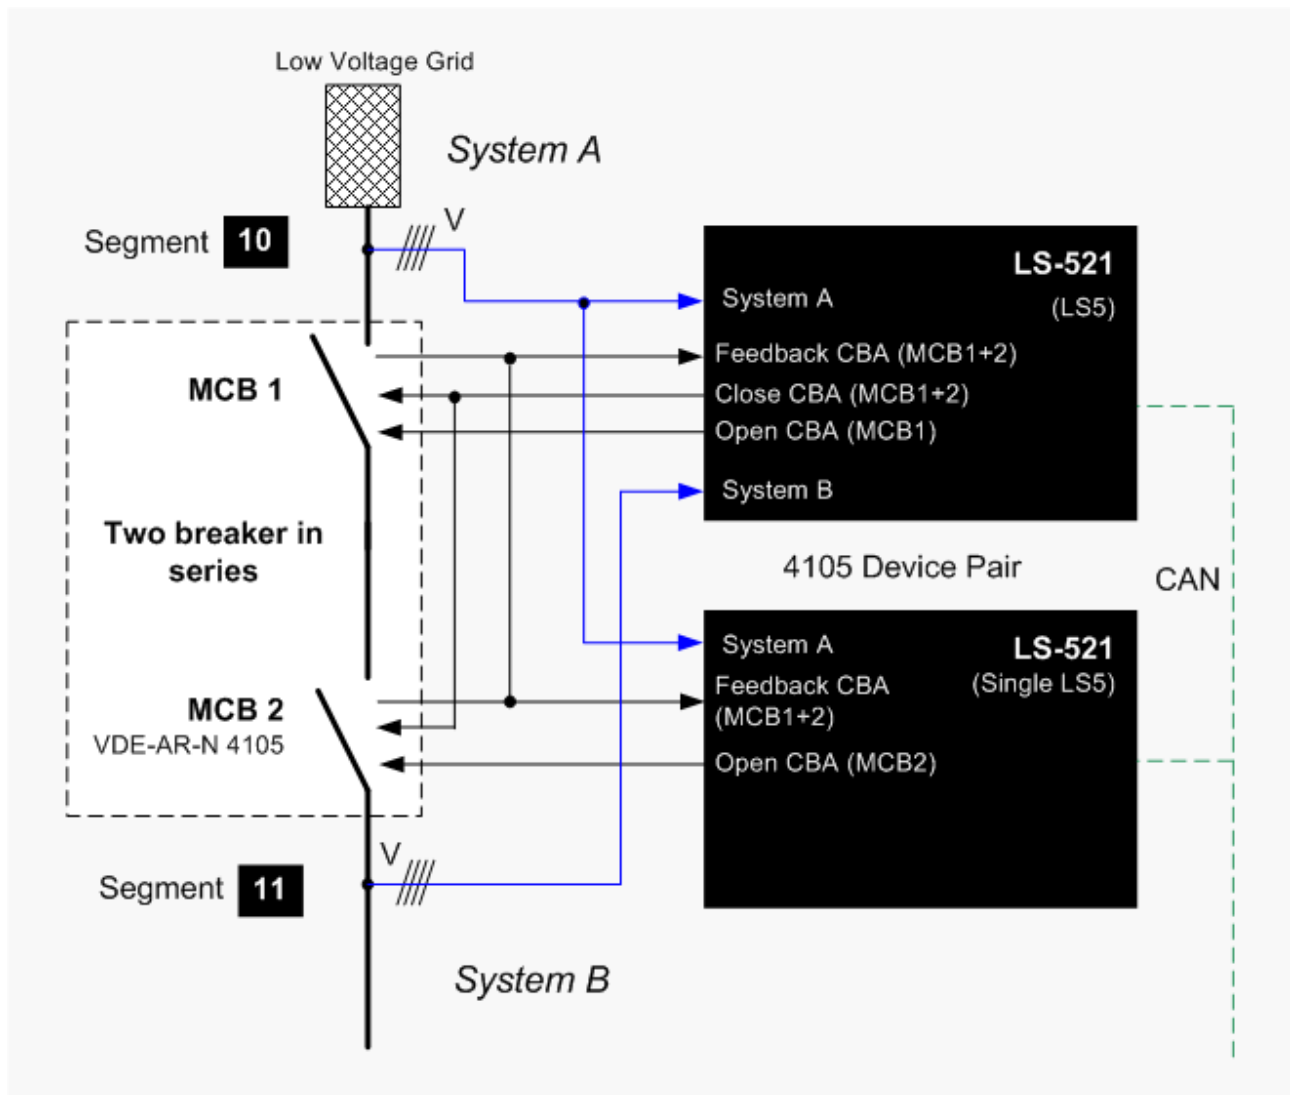 Low Voltage Grid
System A
V
Segment 10
LS-521
(LS5)
System A
Feedback CBA (MCB1+2)
Close CBA (MCB1+2)
Open CBA (MCB1)
System B
MCB 1
Two breaker in
series
4105 Device Pair
CAN
LS-521
(Single LS5)
System A
Feedback CBA
(MCB1+2)
Open CBA (MCB2)
MCB 2
VDE-AR-N 4105
V
Segment 11
System B